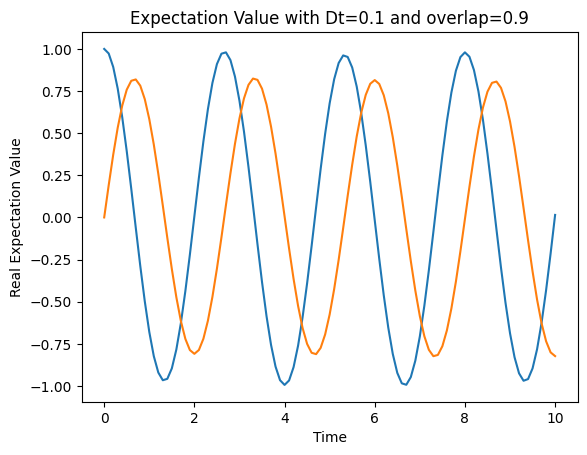 Expectation Value with Dt=0.1 and overlap=0.9
Real Expectation Value
1.00
0.75
0.50
0.25
0.00
−0.25
−0.50
−0.75
−1.00
0 2 4 6 8 10
Time